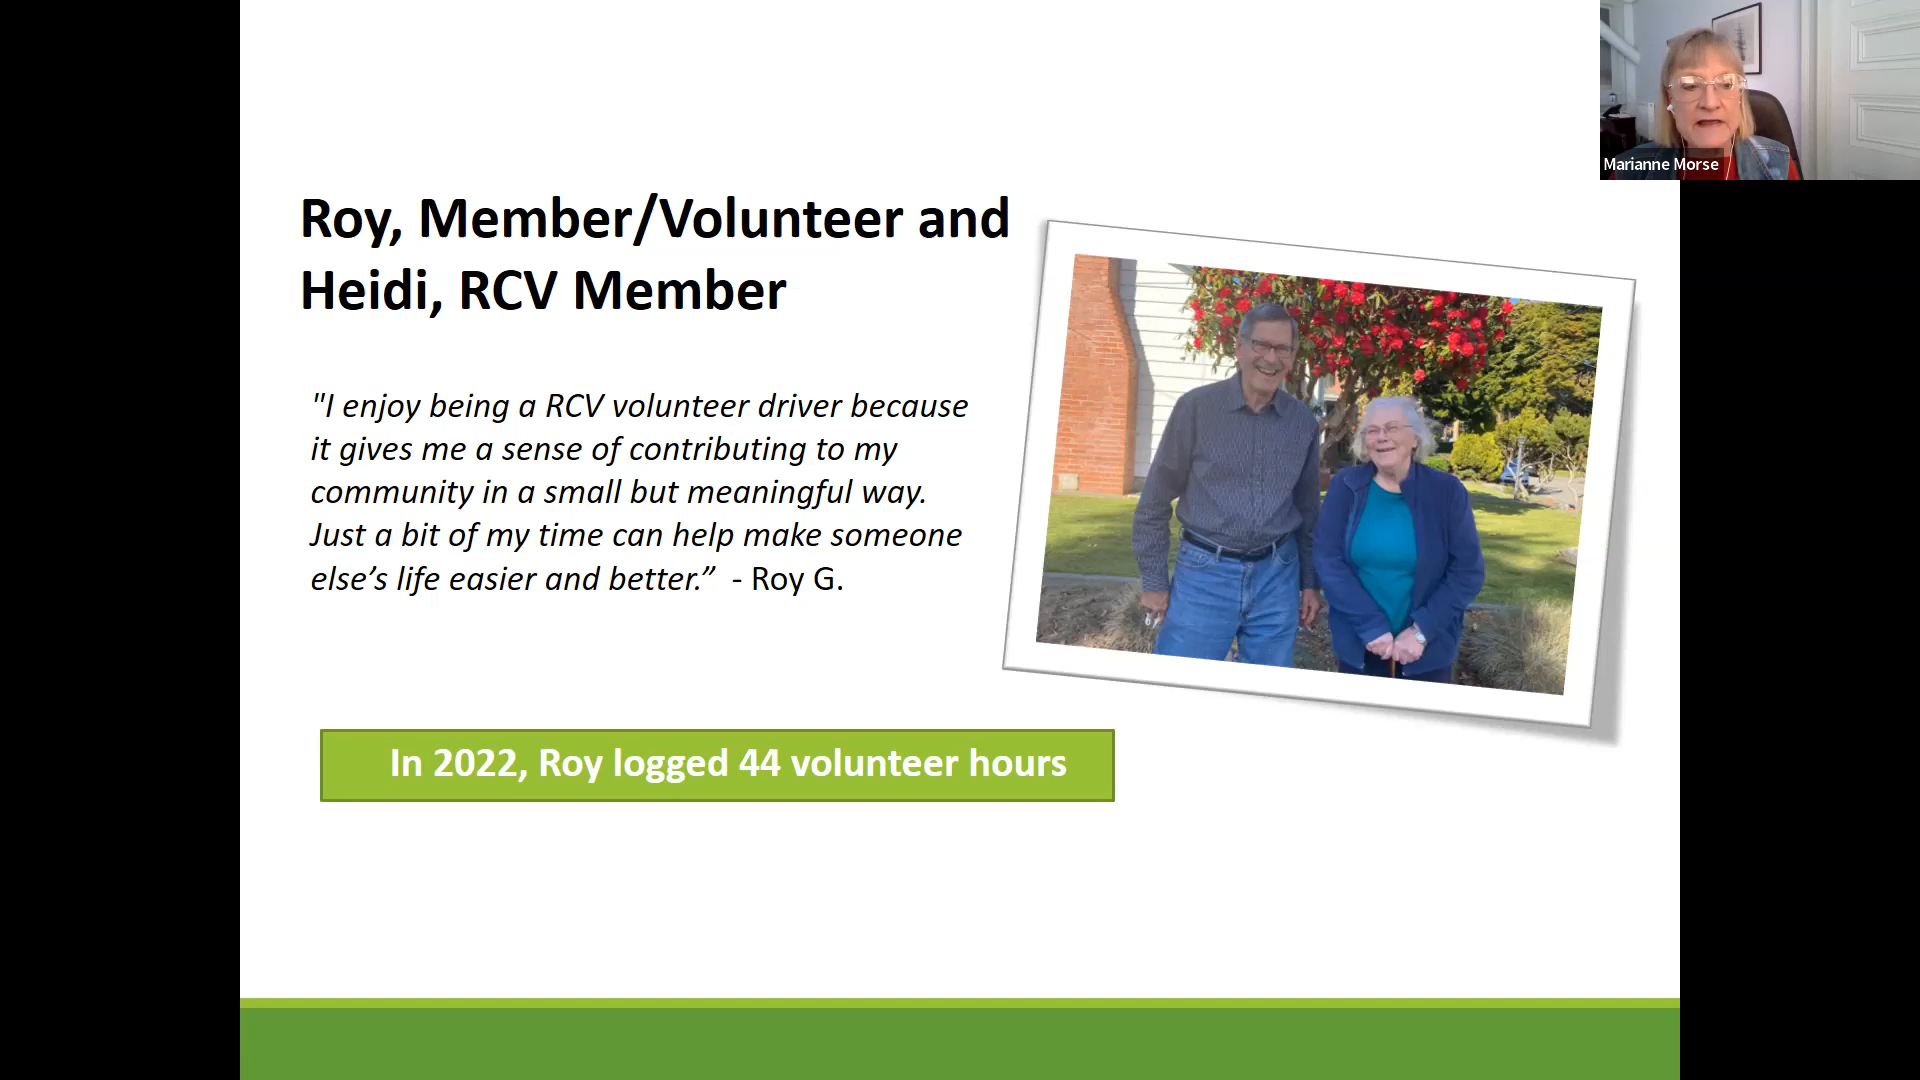 Marianne Morse
Roy, Member/Volunteer and
Heidi, RCV Member
"I enjoy being a RCV volunteer driver because
it gives me a sense of contributing to my
community in a small but meaningful way.
Just a bit of my time can help make someone
else’s life easier and better.” - Roy G.
In 2022, Roy logged 44 volunteer hours